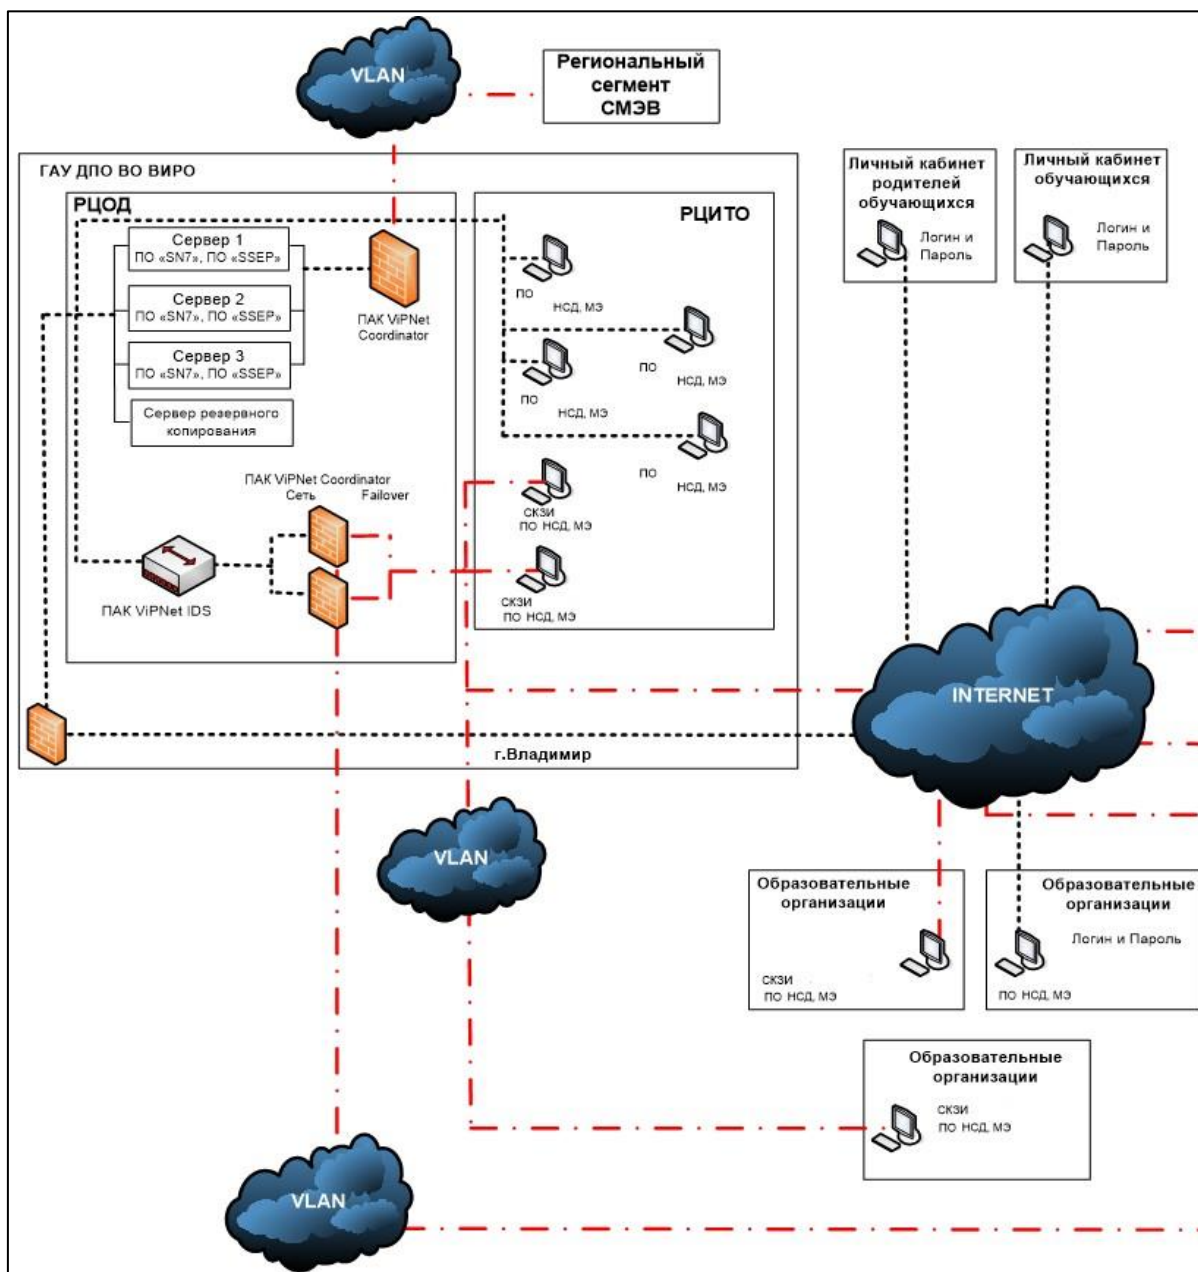 VLAN
Региональный
сегмент
СМЭВ
ГАУ ДПО ВО ВИРО
РЦОД
Сервер 1
ПО «SN7», ПО «SSEP»
Сервер 2
ПО «SN7», ПО «SSEP»
Сервер 3
ПО «SN7», ПО «SSEP»
Сервер резервного
копирования
ПАК ViPNet
Coordinator
ПАК ViPNet Coordinator
Сеть Failover
ПАК ViPNet IDS
РЦИТО
ПО
НСД, МЭ
ПО
НСД, МЭ
ПО
НСД, МЭ
ПО
НСД, МЭ
СКЗИ
ПО НСД, МЭ
СКЗИ
ПО НСД, МЭ
г.Владимир
Личный кабинет
родителей
обучающихся
Логин и
Пароль
Личный кабинет
обучающихся
Логин и
Пароль
INTERNET
VLAN
Образовательные
организации
СКЗИ
ПО НСД, МЭ
Образовательные
организации
Логин и Пароль
ПО НСД, МЭ
Образовательные
организации
СКЗИ
ПО НСД, МЭ
VLAN